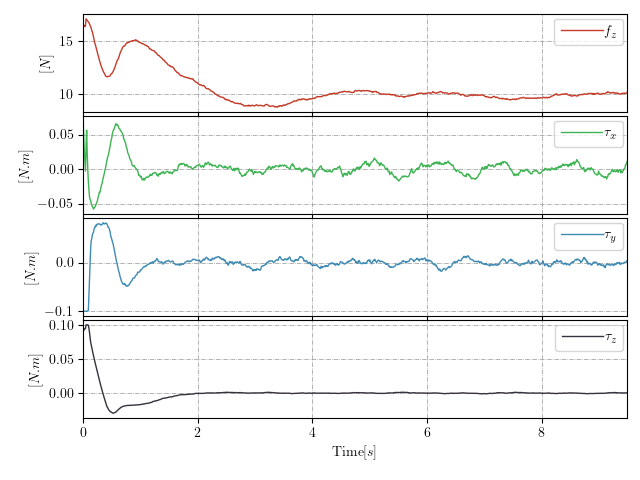 f_z
15
10
[N]
τ_x
0.05
0.00
−0.05
[N.m]
τ_y
0.0
−0.1
[N.m]
τ_z
0.10
0.05
0.00
[N.m]
0 2 4 6 8
Time[s]